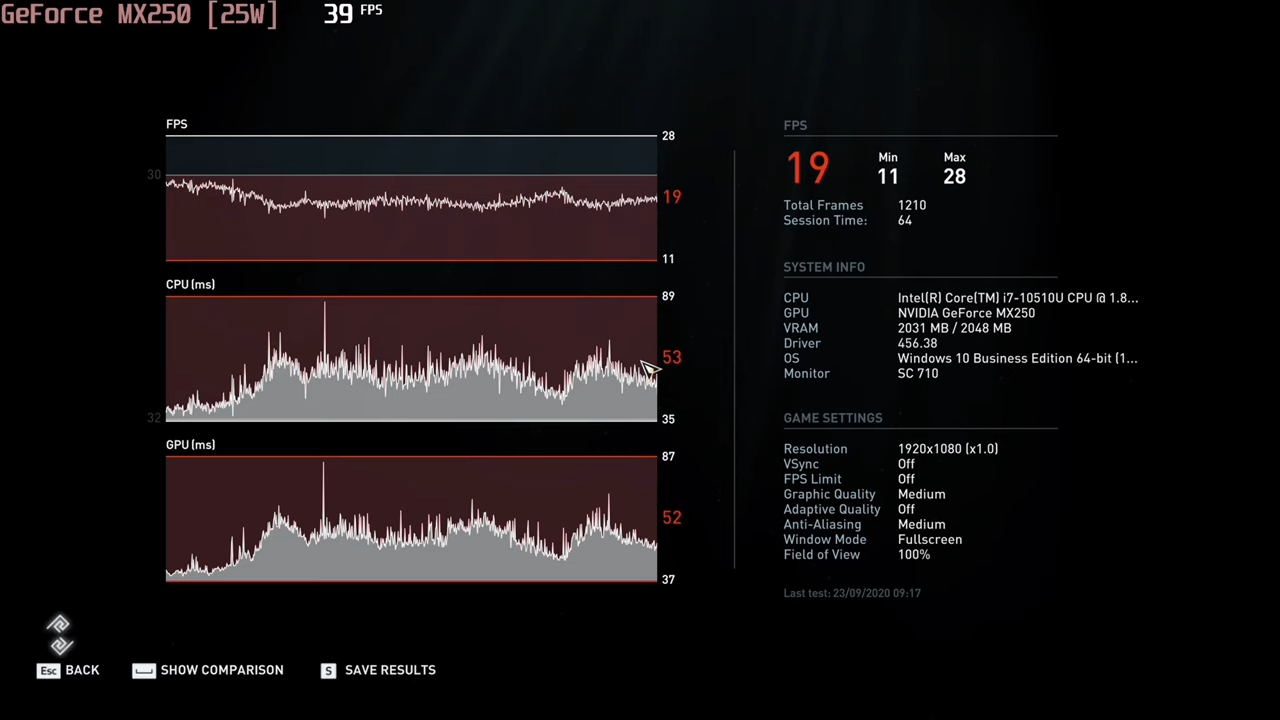 GeForce MX250 [25W] 39 FPS
FPS
28
30
19
11
CPU (ms)
89
53
32
35
GPU (ms)
87
52
37
FPS
19 Min Max
11 28
Total Frames 1210
Session Time: 64
SYSTEM INFO
CPU Intel(R) Core(TM) i7-10510U CPU @ 1.8...
GPU NVIDIA GeForce MX250
VRAM 2031 MB / 2048 MB
Driver 456.38
OS Windows 10 Business Edition 64-bit (1...
Monitor SC 710
GAME SETTINGS
Resolution 1920x1080 (x1.0)
VSync Off
FPS Limit Off
Graphic Quality Medium
Adaptive Quality Off
Anti-Aliasing Medium
Window Mode Fullscreen
Field of View 100%
Last test: 23/09/2020 09:17
Esc BACK SHOW COMPARISON S SAVE RESULTS